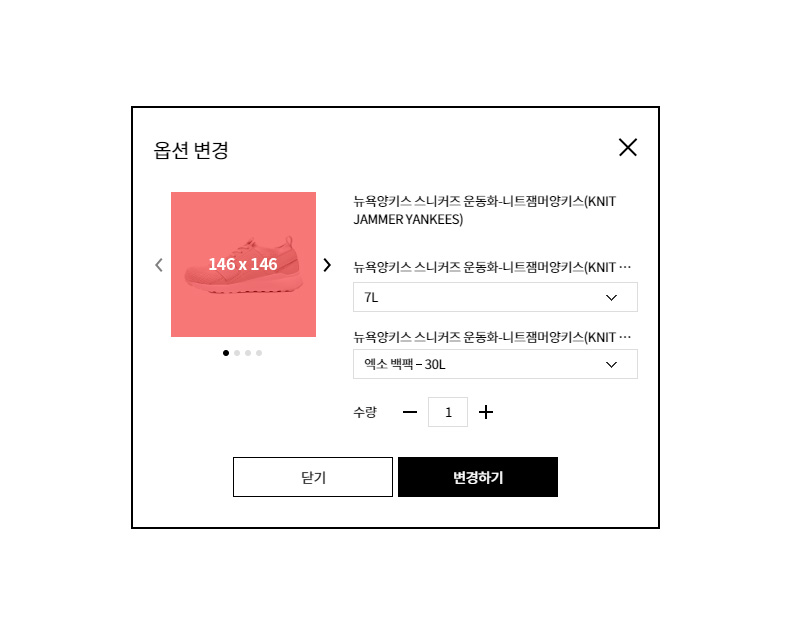 옵션 변경
146 x 146
뉴욕양키스 스니커즈 운동화-니트잼머양키스(KNIT
JAMMER YANKEES)
뉴욕양키스 스니커즈 운동화-니트잼머양키스(KNIT ⋯
7L
뉴욕양키스 스니커즈 운동화-니트잼머양키스(KNIT ⋯
엑소 백팩 – 30L
수량 1
닫기 변경하기